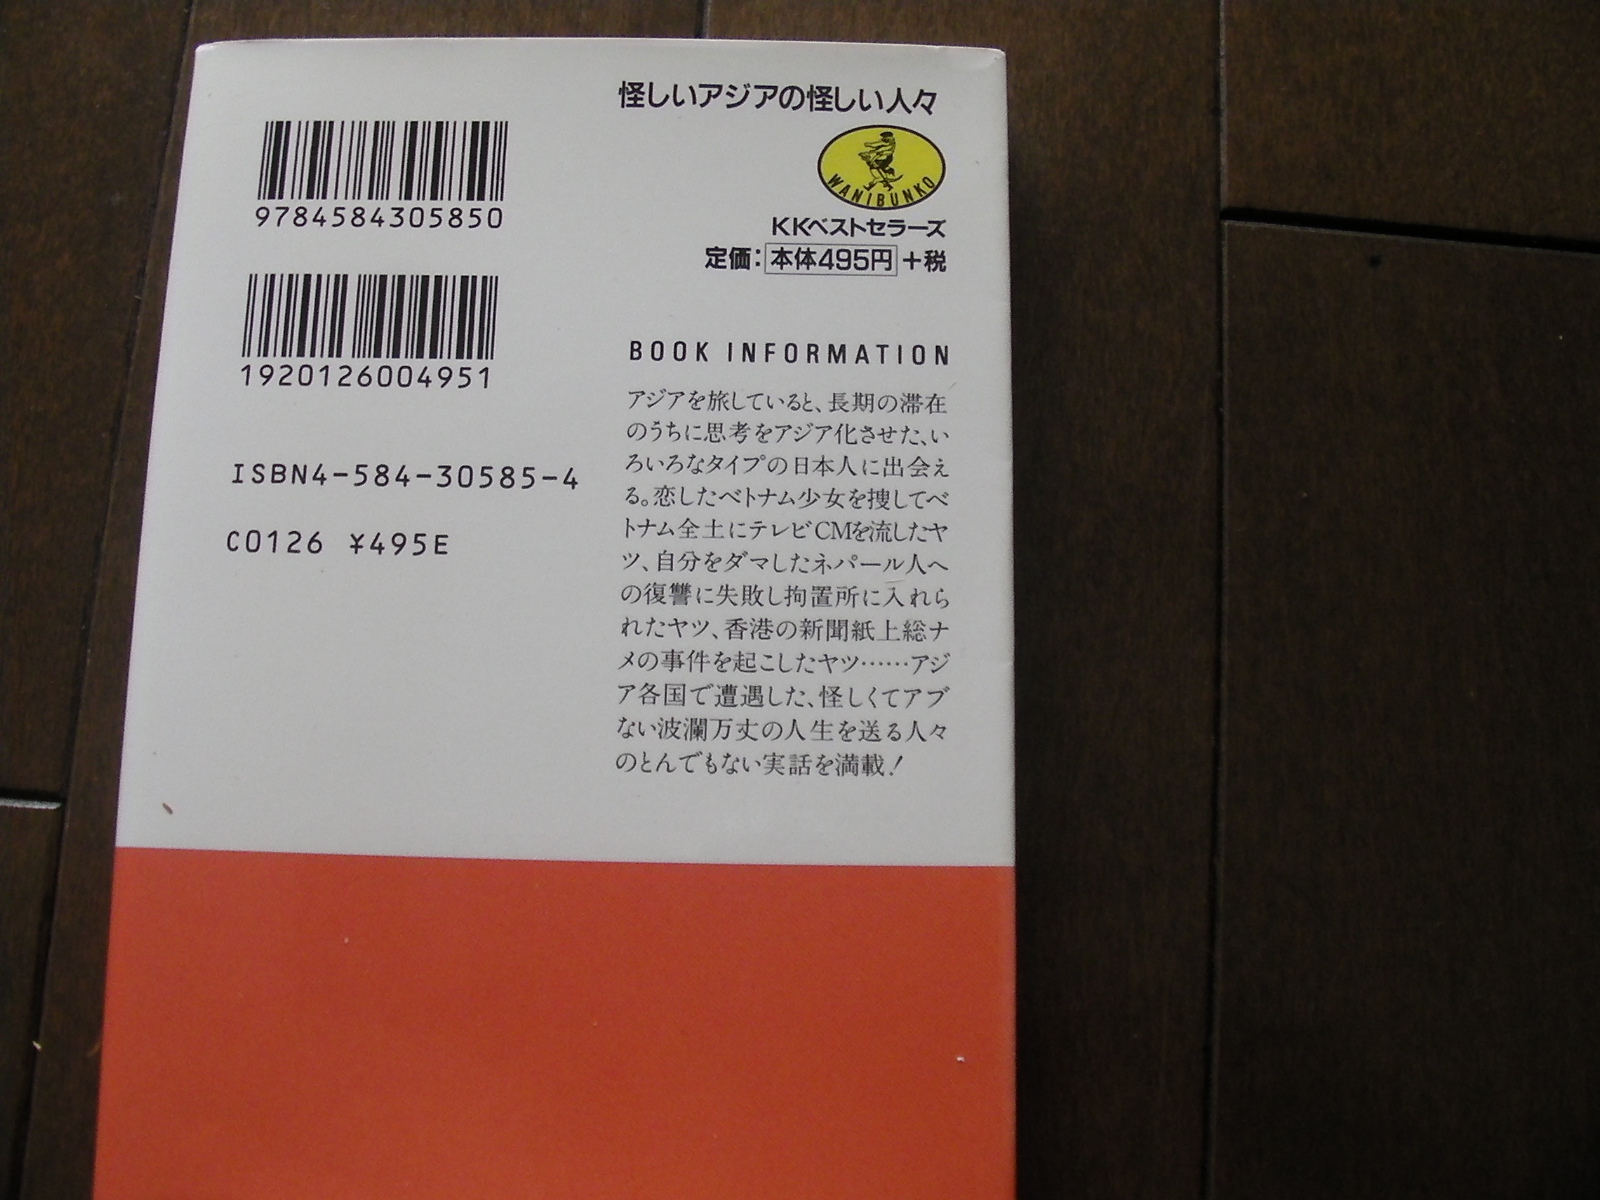 怪しいアジアの怪しい人々
WANIBUNKO
KKベストセラーズ
定価：本体495円＋税
9784584305850
1920126004951
ISBN4-584-30585-4
C0126 ¥495E
BOOK INFORMATION
アジアを旅していると、長期の滞在
のうちに思考をアジア化させた、い
ろいろなタイプの日本人に出会え
る。恋したベトナム少女を捜してベ
トナム全土にテレビCMを流したヤ
ツ、自分をダマしたネパール人へ
の復讐に失敗し拘置所に入れら
れたヤツ、香港の新聞紙上総ナ
メの事件を起こしたヤツ……アジ
ア各国で遭遇した、怪しくてアブ
ない波瀾万丈の人生を送る人々
のとんでもない実話を満載！